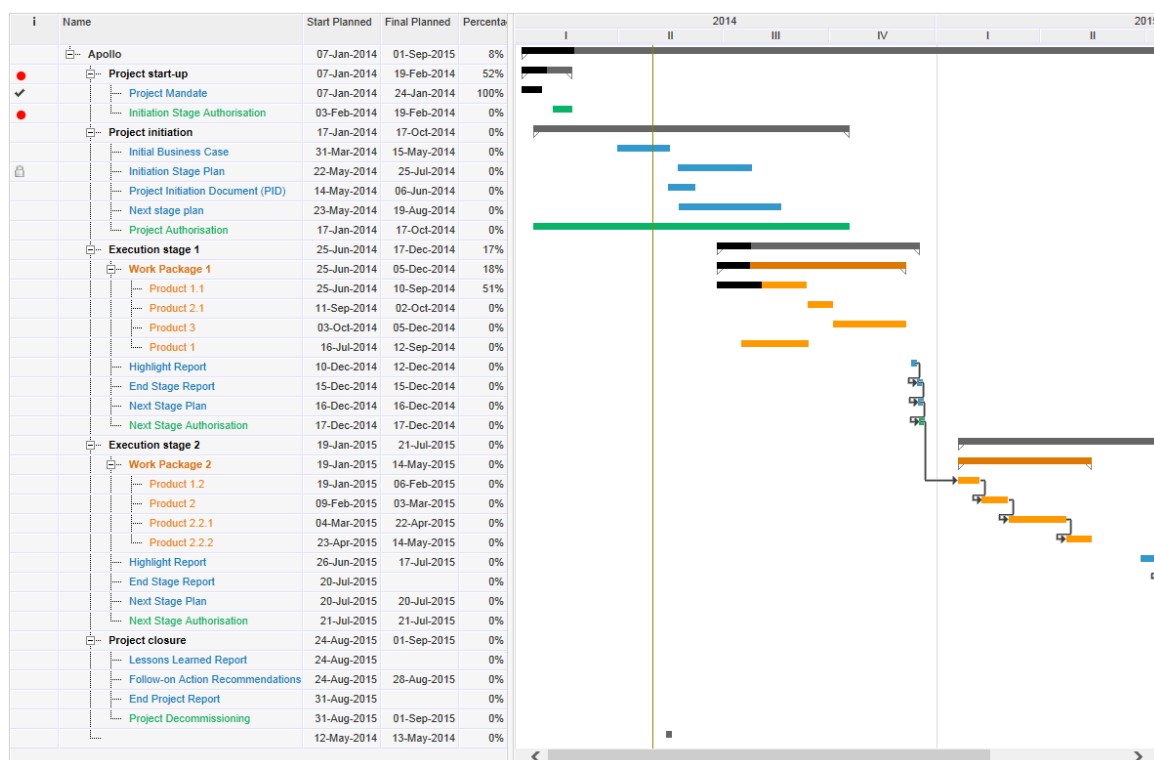 i Name Start Planned Final Planned Percenta 2014 2015
I II III IV I II
Apollo 07-Jan-2014 01-Sep-2015 8%
Project start-up 07-Jan-2014 19-Feb-2014 52%
Project Mandate 07-Jan-2014 24-Jan-2014 100%
Initiation Stage Authorisation 03-Feb-2014 19-Feb-2014 0%
Project initiation 17-Jan-2014 17-Oct-2014 0%
Initial Business Case 31-Mar-2014 15-May-2014 0%
Initiation Stage Plan 22-May-2014 25-Jul-2014 0%
Project Initiation Document (PID) 14-May-2014 06-Jun-2014 0%
Next stage plan 23-May-2014 19-Aug-2014 0%
Project Authorisation 17-Jan-2014 17-Oct-2014 0%
Execution stage 1 25-Jun-2014 17-Dec-2014 17%
Work Package 1 25-Jun-2014 05-Dec-2014 18%
Product 1.1 25-Jun-2014 10-Sep-2014 51%
Product 2.1 11-Sep-2014 02-Oct-2014 0%
Product 3 03-Oct-2014 05-Dec-2014 0%
Product 1 16-Jul-2014 12-Sep-2014 0%
Highlight Report 10-Dec-2014 12-Dec-2014 0%
End Stage Report 15-Dec-2014 15-Dec-2014 0%
Next Stage Plan 16-Dec-2014 16-Dec-2014 0%
Next Stage Authorisation 17-Dec-2014 17-Dec-2014 0%
Execution stage 2 19-Jan-2015 21-Jul-2015 0%
Work Package 2 19-Jan-2015 14-May-2015 0%
Product 1.2 19-Jan-2015 06-Feb-2015 0%
Product 2 09-Feb-2015 03-Mar-2015 0%
Product 2.2.1 04-Mar-2015 22-Apr-2015 0%
Product 2.2.2 23-Apr-2015 14-May-2015 0%
Highlight Report 26-Jun-2015 17-Jul-2015 0%
End Stage Report 20-Jul-2015 0%
Next Stage Plan 20-Jul-2015 20-Jul-2015 0%
Next Stage Authorisation 21-Jul-2015 21-Jul-2015 0%
Project closure 24-Aug-2015 01-Sep-2015 0%
Lessons Learned Report 24-Aug-2015 0%
Follow-on Action Recommendations 24-Aug-2015 28-Aug-2015 0%
End Project Report 31-Aug-2015 0%
Project Decommissioning 31-Aug-2015 01-Sep-2015 0%
12-May-2014 13-May-2014 0%